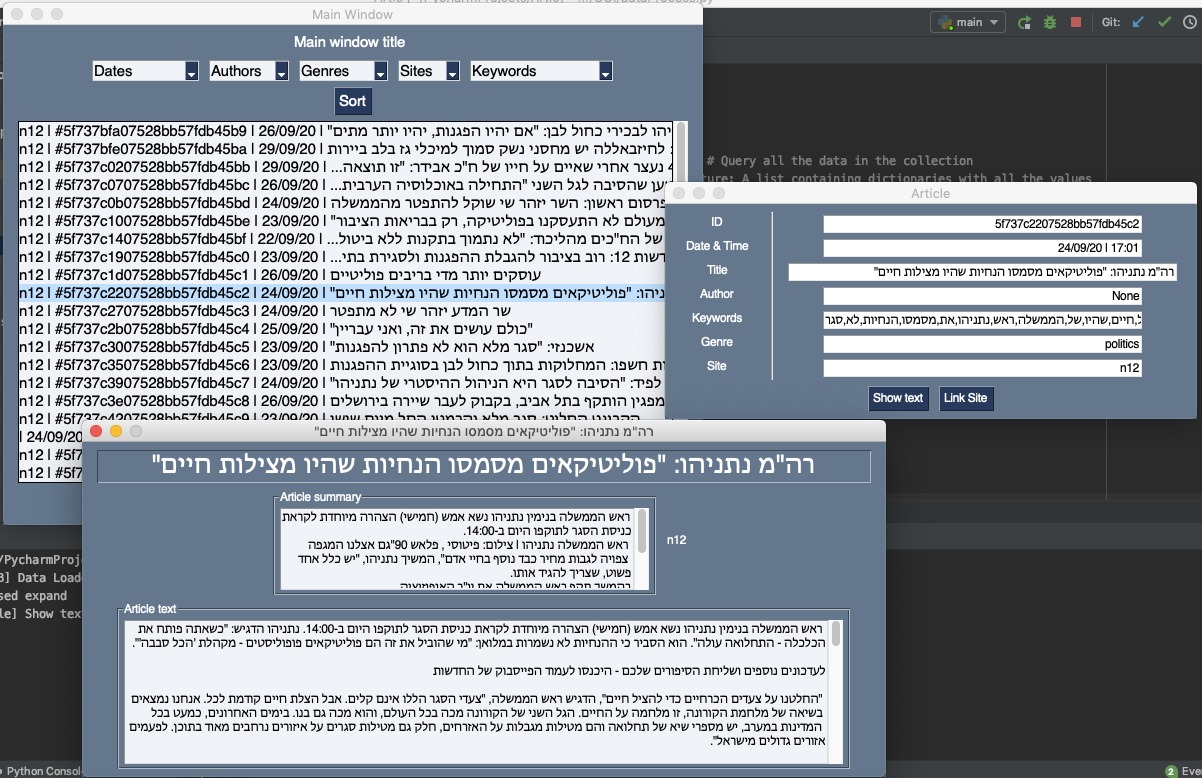 Main Window
Main window title
Dates
Authors
Genres
Sites
Keywords
Sort
n12 | #5f737bfa07528bb57fdb45b9 | 26/09/20 | "יהו לבכירי כחול לבן: "אם יהיו הפגנות, יהיו יותר מתים
n12 | #5f737bfe07528bb57fdb45ba | 29/09/20 | לחיזבאללה יש מחסני נשק סמוך למיכלי גז בלב ביירות
n12 | #5f737c0207528bb57fdb45bb | 29/09/20 | נעצר אחרי שאיים על חייו של ח"כ אבידר: "זו תוצאה...
n12 | #5f737c0707528bb57fdb45bc | 26/09/20 | ען שהסיבה לגל השני "התחילה באוכלוסיה הערבית...
n12 | #5f737c0b07528bb57fdb45bd | 24/09/20 | פרסום ראשון: השר יזהר שי שוקל להתפטר מהממשלה
n12 | #5f737c1007528bb57fdb45be | 23/09/20 | "מעולם לא התעסקנו בפוליטיקה, רק בבריאות הציבור
n12 | #5f737c1407528bb57fdb45bf | 22/09/20 | של הח"כים מהליכוד: "לא נתמוך בתקנות ללא ביטול...
n12 | #5f737c1907528bb57fdb45c0 | 23/09/20 | דשות 12: רוב בציבור להגבלת ההפגנות ולסגירת בתי...
n12 | #5f737c1d07528bb57fdb45c1 | 26/09/20 | עוסקים יותר מדי בריבים פוליטיים
n12 | #5f737c2207528bb57fdb45c2 | 24/09/20 | "ניהו: "פוליטיקאים מסמסו הנחיות שהיו מצילות חיים
n12 | #5f737c2707528bb57fdb45c3 | 24/09/20 | שר המדע יזהר שי לא מתפטר
n12 | #5f737c2b07528bb57fdb45c4 | 25/09/20 | "כולם עושים את זה, ואני עבריין"
n12 | #5f737c3007528bb57fdb45c5 | 23/09/20 | אשכנזי: "סגר מלא הוא לא פתרון להפגנות"
n12 | #5f737c3507528bb57fdb45c6 | 23/09/20 | ות חשפו: המחלוקות בתוך כחול לבן בסוגיית ההפגנות
n12 | #5f737c3907528bb57fdb45c7 | 24/09/20 | "לפיד: "הסיבה לסגר היא הניהול ההיסטרי של נתניהו
n12 | #5f737c3e07528bb57fdb45c8 | 26/09/20 | מפגין הותקף בתל אביב, בקבוק לעבר שיירה בירושלים
n12 | #5f737c4207528bb57fdb45c9 | 23/09/20 |
| 24/09/20
n12 | #5f7
n12 | #5f7
main
Git:
# Query all the data in the collection
ure: A list containing dictionaries with all the values
Article
ID
5f737c2207528bb57fdb45c2
Date & Time
24/09/20 | 17:01
Title
רה"מ נתניהו: "פוליטיקאים מסמסו הנחיות שהיו מצילות חיים"
Author
None
Keywords
ל,חיים,שהיו,של,הממשלה,ראש,נתניהו,את,מסמסו,הנחיות,לא,סגר
Genre
politics
Site
n12
Show text
Link Site
רה"מ נתניהו: "פוליטיקאים מסמסו הנחיות שהיו מצילות חיים"
רה"מ נתניהו: "פוליטיקאים מסמסו הנחיות שהיו מצילות חיים"
Article summary
ראש הממשלה בנימין נתניהו נשא אמש (חמישי) הצהרה מיוחדת לקראת
כניסת הסגר לתוקפו היום ב-14:00.
ראש הממשלה נתניהו | צילום: פיטוסי , פלאש 90"גם אצלנו המגפה
צפויה לגבות מחיר כבד נוסף בחיי אדם", המשיך נתניהו, "יש כלל אחד
פשוט, שצריך להגיד אותו.
בהמשך תקף ראש הממשלה את יו"ר האופוזיציה
n12
Article text
ראש הממשלה בנימין נתניהו נשא אמש (חמישי) הצהרה מיוחדת לקראת כניסת הסגר לתוקפו היום ב-14:00. נתניהו הדגיש: "כשאתה פותח את
הכלכלה - התחלואה עולה". הוא הסביר כי ההנחיות לא נשמרות במלואן: "מי שהוביל את זה הם פוליטיקאים פופוליסטים - מקהלת 'הכל סבבה'".
לעדכונים נוספים ושליחת הסיפורים שלכם - היכנסו לעמוד הפייסבוק של החדשות
"החלטנו על צעדים הכרחיים כדי להציל חיים", הדגיש ראש הממשלה, "צעדי הסגר הללו אינם קלים. אבל הצלת חיים קודמת לכל. אנחנו נמצאים
בשיאה של מלחמת הקורונה, זו מלחמה על החיים. הגל השני של הקורונה מכה בכל העולם, והוא מכה גם בנו. בימים האחרונים, כמעט בכל
המדינות במערב, יש מספרי שיא של תחלואה והם מטילות מגבלות על האזרחים, חלק גם מטילות סגרים על איזורים נרחבים מאוד בתוכן. לפעמים
אזורים גדולים מישראל".
/PycharmProj
] Data Load
sed expand
le] Show tex
Python Consol
2 Eve